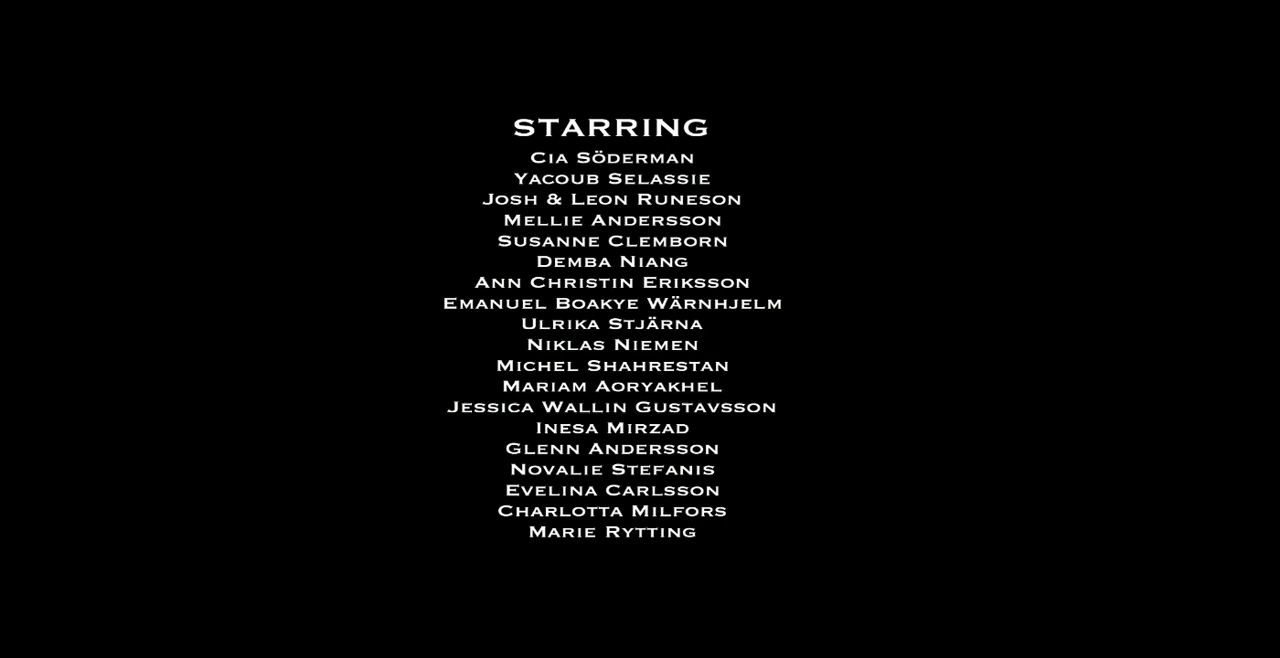 STARRING
Cia Söderman
Yacoub Selassie
Josh & Leon Runeson
Mellie Andersson
Susanne Clemborn
Demba Niang
Ann Christin Eriksson
Emanuel Boakye Wärnhjelm
Ulrika Stjärna
Niklas Niemen
Michel Shahrestan
Mariam Aoryakhel
Jessica Wallin Gustavsson
Inesa Mirzad
Glenn Andersson
Novalie Stefanis
Evelina Carlsson
Charlotta Milfors
Marie Rytting